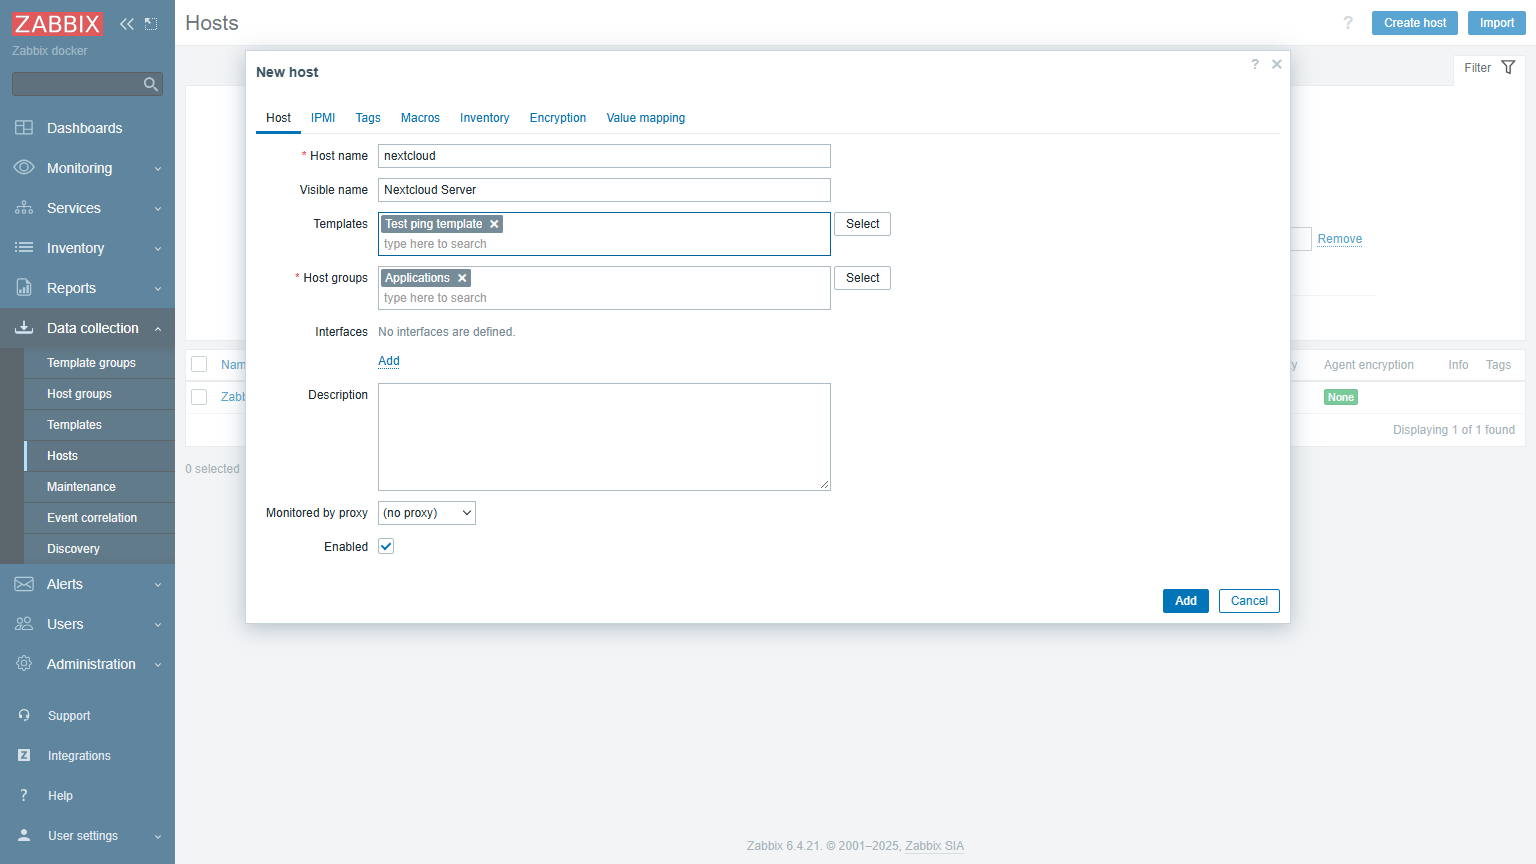 ZABBIX
Zabbix docker
Dashboards
Monitoring
Services
Inventory
Reports
Data collection
Template groups
Host groups
Templates
Hosts
Maintenance
Event correlation
Discovery
Alerts
Users
Administration
Support
Integrations
Help
User settings
Hosts
? Create host Import
Filter
Remove
Agent encryption Info Tags
None
Displaying 1 of 1 found
0 selected
New host
?
Host IPMI Tags Macros Inventory Encryption Value mapping
* Host name nextcloud
Visible name Nextcloud Server
Templates Test ping template Select
type here to search
* Host groups Applications Select
type here to search
Interfaces No interfaces are defined.
Add
Description
Monitored by proxy (no proxy)
Enabled
Add Cancel
Zabbix 6.4.21. © 2001–2025, Zabbix SIA